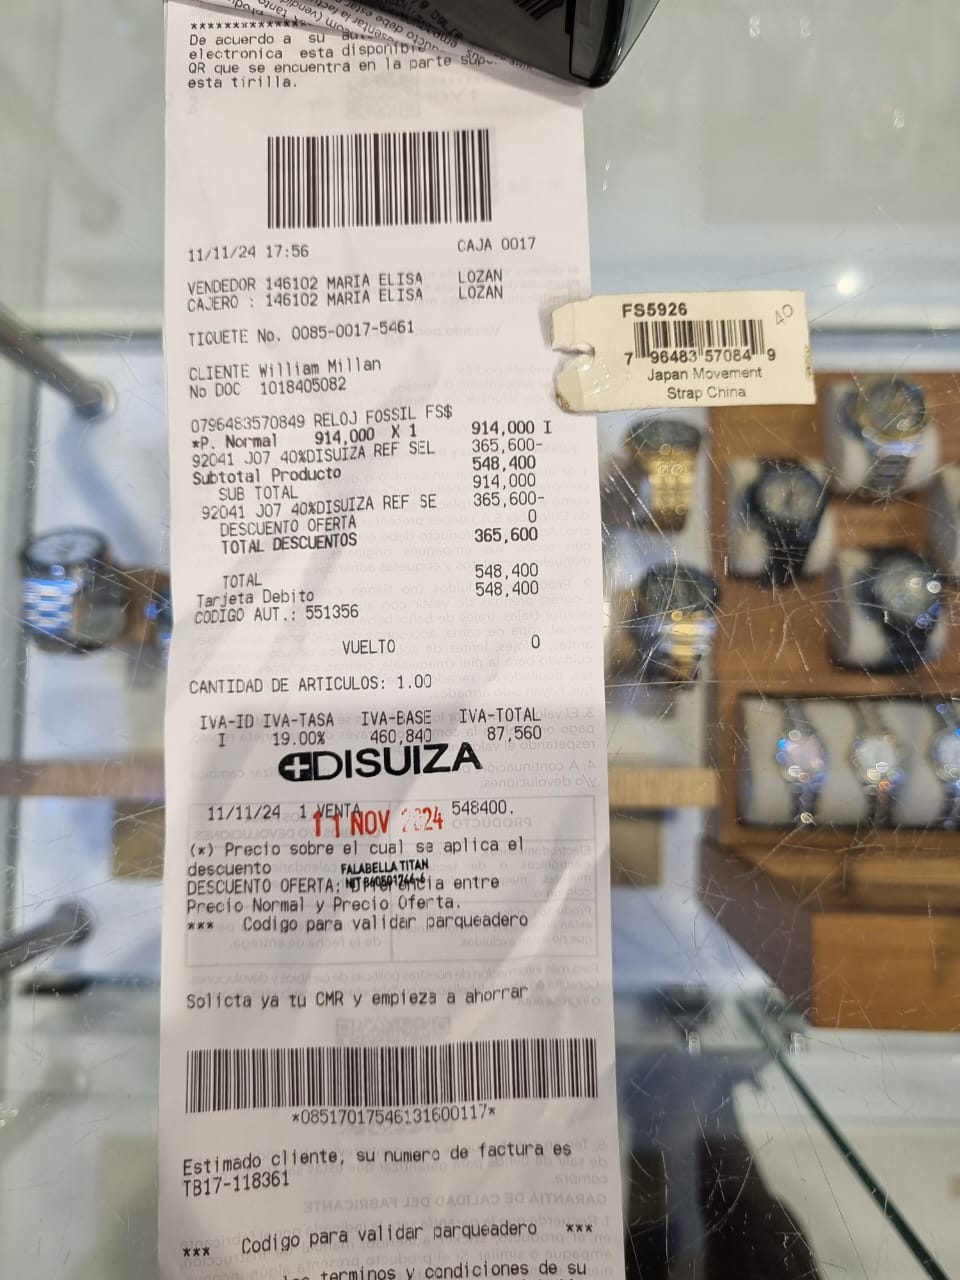 ************
De acuerdo a su
electronica esta disponible
QR que se encuentra en la parte
esta tirilla.
11/11/24 17:56 CAJA 0017
VENDEDOR 146102 MARIA ELISA LOZAN
CAJERO : 146102 MARIA ELISA LOZAN
TIQUETE No. 0085-0017-5461
CLIENTE William Millan
No DOC 1018405082
0796483570849 RELOJ FOSSIL FS$
*P. Normal 914,000 X 1 914,000 I
92041 J07 40%DISUIZA REF SEL 365,600-
Subtotal Producto 548,400
SUB TOTAL 914,000
92041 J07 40%DISUIZA REF SE 365,600-
DESCUENTO OFERTA 0
TOTAL DESCUENTOS 365,600
TOTAL 548,400
Tarjeta Debito 548,400
CODIGO AUT.: 551356
VUELTO 0
CANTIDAD DE ARTICULOS: 1.00
IVA-ID IVA-TASA IVA-BASE IVA-TOTAL
I 19.00% 460,840 87,560
DISUIZA
11/11/24 1 VENTA 548400.
11 NOV 2024
(*) Precio sobre el cual se aplica el
descuento
FALABELLA TITAN
DESCUENTO OFERTA: entre
Precio Normal y Precio Oferta.
*** Codigo para validar parqueadero
Solicta ya tu CMR y empieza a ahorrar
*08517017546131600117*
Estimado cliente, su numero de factura es
TB17-118361
*** Codigo para validar parqueadero ***
terminos y condiciones de su
FS5926
40
7 96483 57084 9
Japan Movement
Strap China